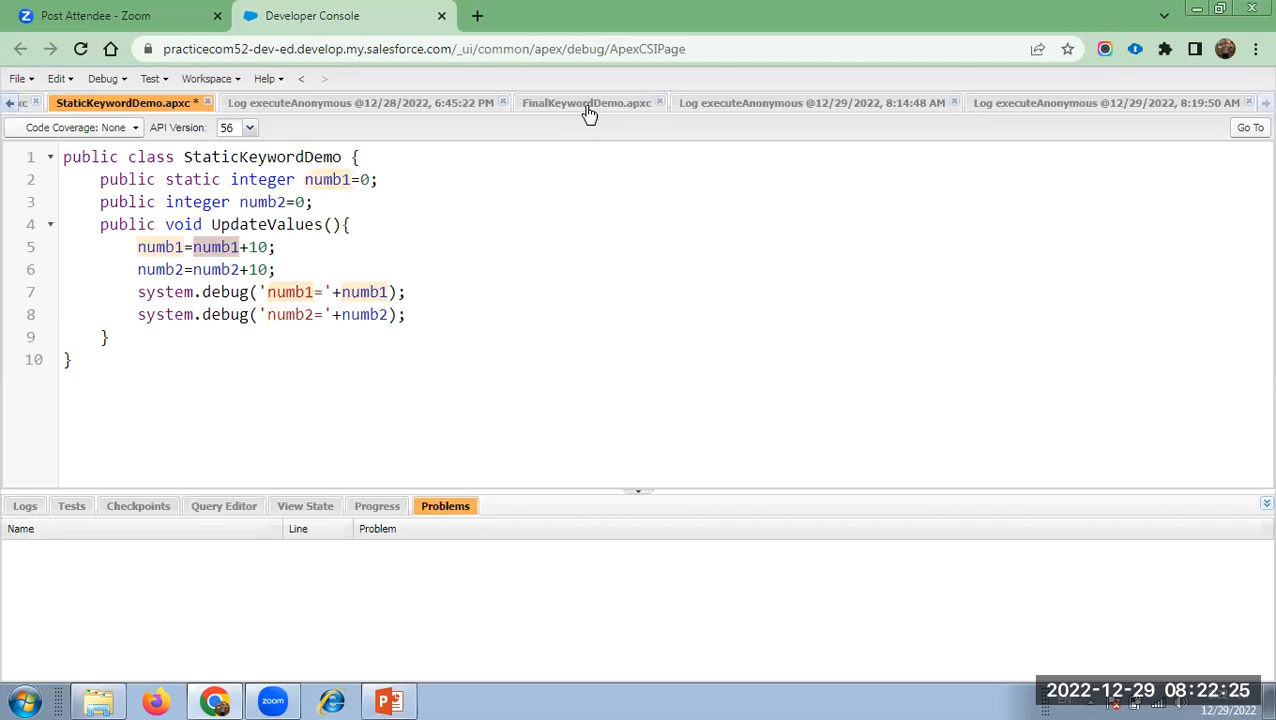 Post Attendee - Zoom
Developer Console
practicecom52-dev-ed.develop.my.salesforce.com/_ui/common/apex/debug/ApexCSIPage
File Edit Debug Test Workspace Help < >
xc StaticKeywordDemo.apxc * Log executeAnonymous @12/28/2022, 6:45:22 PM FinalKeywordDemo.apxc Log executeAnonymous @12/29/2022, 8:14:48 AM Log executeAnonymous @12/29/2022, 8:19:50 AM
Code Coverage: None API Version: 56 Go To
1 public class StaticKeywordDemo {
2 public static integer numb1=0;
3 public integer numb2=0;
4 public void UpdateValues(){
5 numb1=numb1+10;
6 numb2=numb2+10;
7 system.debug('numb1='+numb1);
8 system.debug('numb2='+numb2);
9 }
10 }
Logs Tests Checkpoints Query Editor View State Progress Problems
Name Line Problem
zoom
2022-12-29 08:22:25
12/29/2022